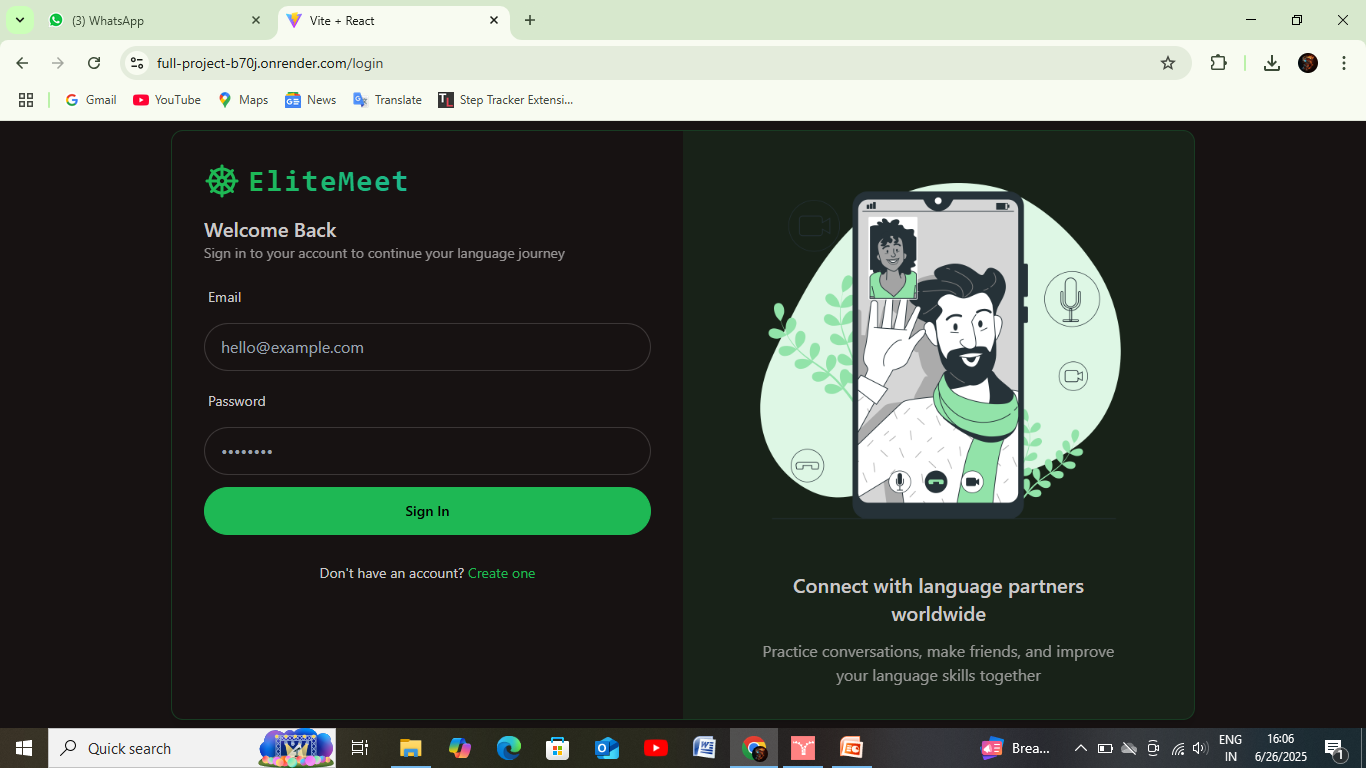 (3) WhatsApp
Vite + React
full-project-b70j.onrender.com/login
Gmail
YouTube
Maps
News
Translate
Step Tracker Extensi...
EliteMeet
Welcome Back
Sign in to your account to continue your language journey
Email
hello@example.com
Password
••••••••
Sign In
Don't have an account? Create one
Connect with language partners
worldwide
Practice conversations, make friends, and improve
your language skills together
Quick search
Brea...
ENG
IN
16:06
6/26/2025
1